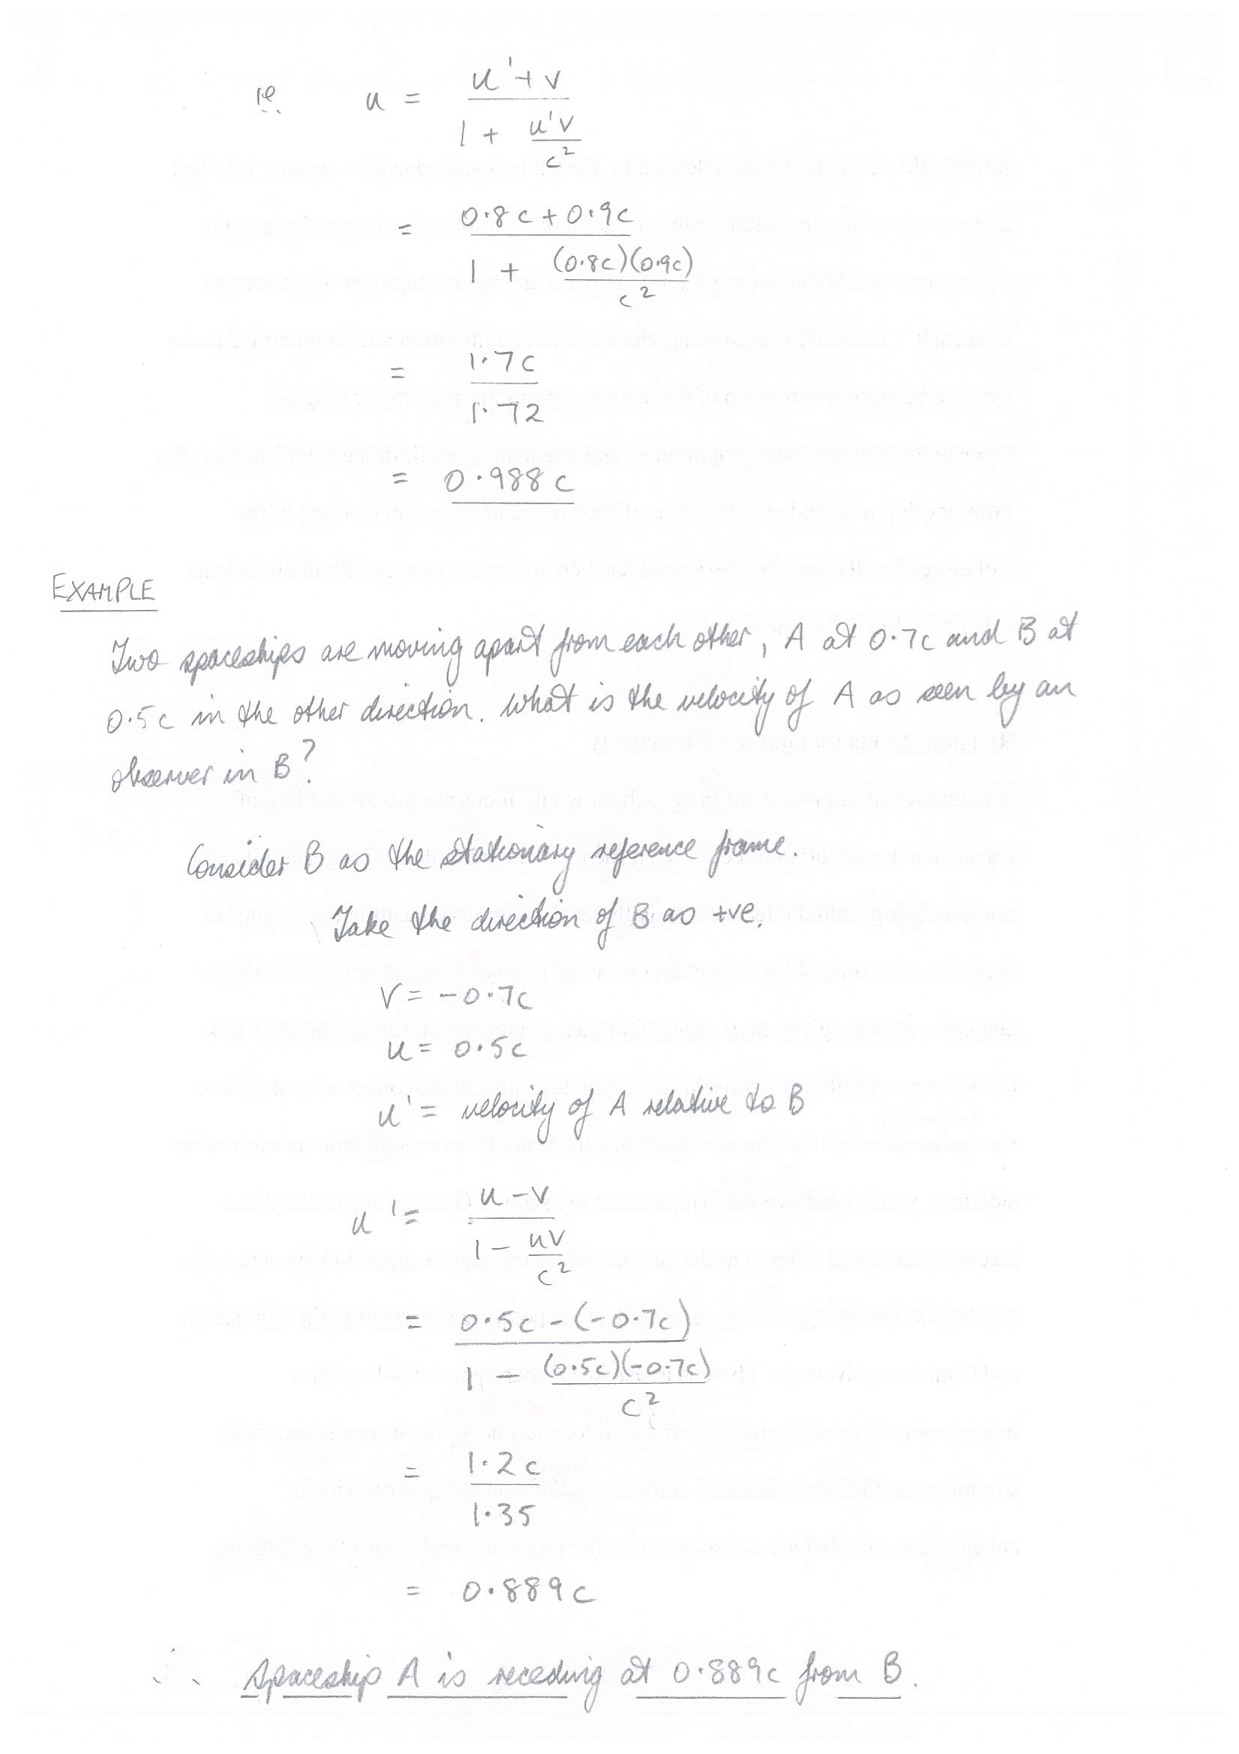 ie u = u' + v / 1 + u'v/c²
= 0.8c + 0.9c / 1 + (0.8c)(0.9c)/c²
= 1.7c / 1.72
= 0.988c
EXAMPLE
Two spaceships are moving apart from each other, A at 0.7c and B at
0.5c in the other direction. What is the velocity of A as seen by an
observer in B?
Consider B as the stationary reference frame.
Take the direction of B as +ve.
V = -0.7c
u = 0.5c
u' = velocity of A relative to B
u' = u - v / 1 - uv/c²
= 0.5c - (-0.7c) / 1 - (0.5c)(-0.7c)/c²
= 1.2c / 1.35
= 0.889c
∴ Spaceship A is receding at 0.889c from B.